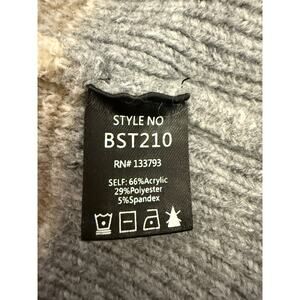 STYLE NO
BST210
RN# 133793
SELF: 66%Acrylic
29%Polyester
5%Spandex